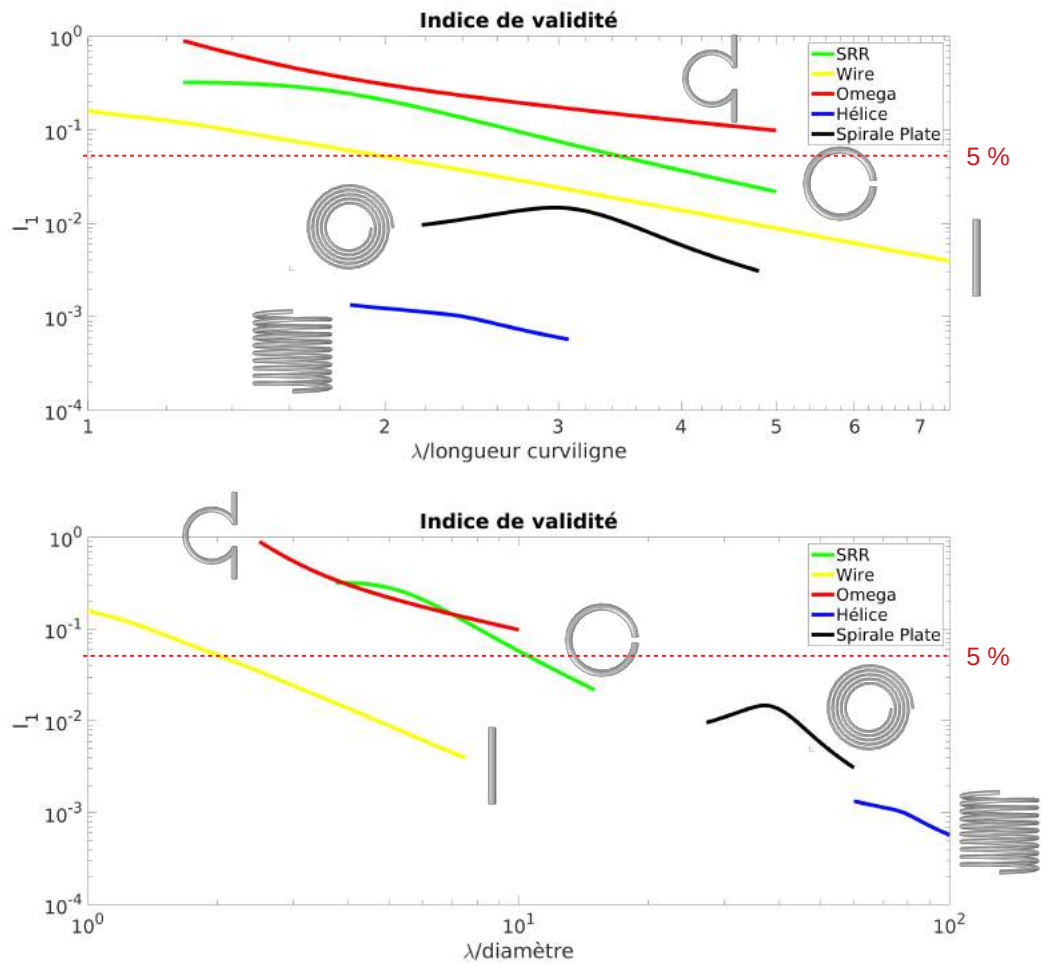 Indice de validité
10^0
10^-1
10^-2
10^-3
10^-4
I_1
SRR
Wire
Omega
Hélice
Spirale Plate
5 %
1 2 3 4 5 6 7
λ/longueur curviligne
Indice de validité
10^0
10^-1
10^-2
10^-3
10^-4
I_1
SRR
Wire
Omega
Hélice
Spirale Plate
5 %
10^0 10^1 10^2
λ/diamètre